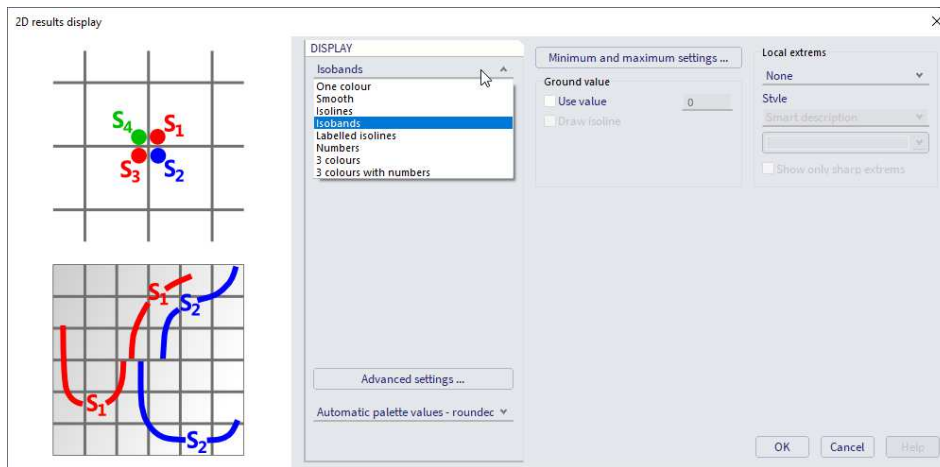 2D results display
S4 S1
S3 S2
S1
S2
S1
S2
DISPLAY
Isobands
One colour
Smooth
Isolines
Isobands
Labelled isolines
Numbers
3 colours
3 colours with numbers
Advanced settings ...
Automatic palette values - rounded
Minimum and maximum settings ...
Ground value
Use value 0
Draw isoline
Local extrems
None
Style
Smart description
Show only sharp extrems
OK Cancel Help